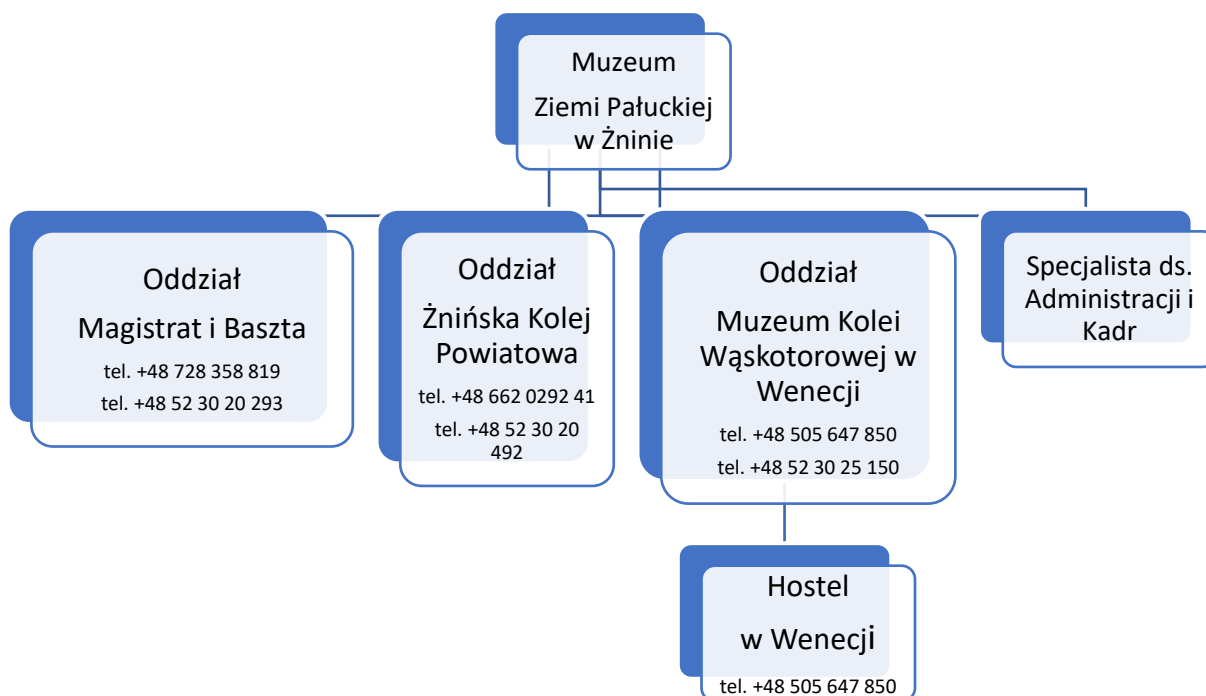 Muzeum
Ziemi Pałuckiej
w Żninie
Oddział
Magistrat i Baszta
tel. +48 728 358 819
tel. +48 52 30 20 293
Oddział
Żnińska Kolej
Powiatowa
tel. +48 662 0292 41
tel. +48 52 30 20
492
Oddział
Muzeum Kolei
Wąskotorowej w
Wenecji
tel. +48 505 647 850
tel. +48 52 30 25 150
Specjalista ds.
Administracji i
Kadr
Hostel
w Wenecji
tel. +48 505 647 850